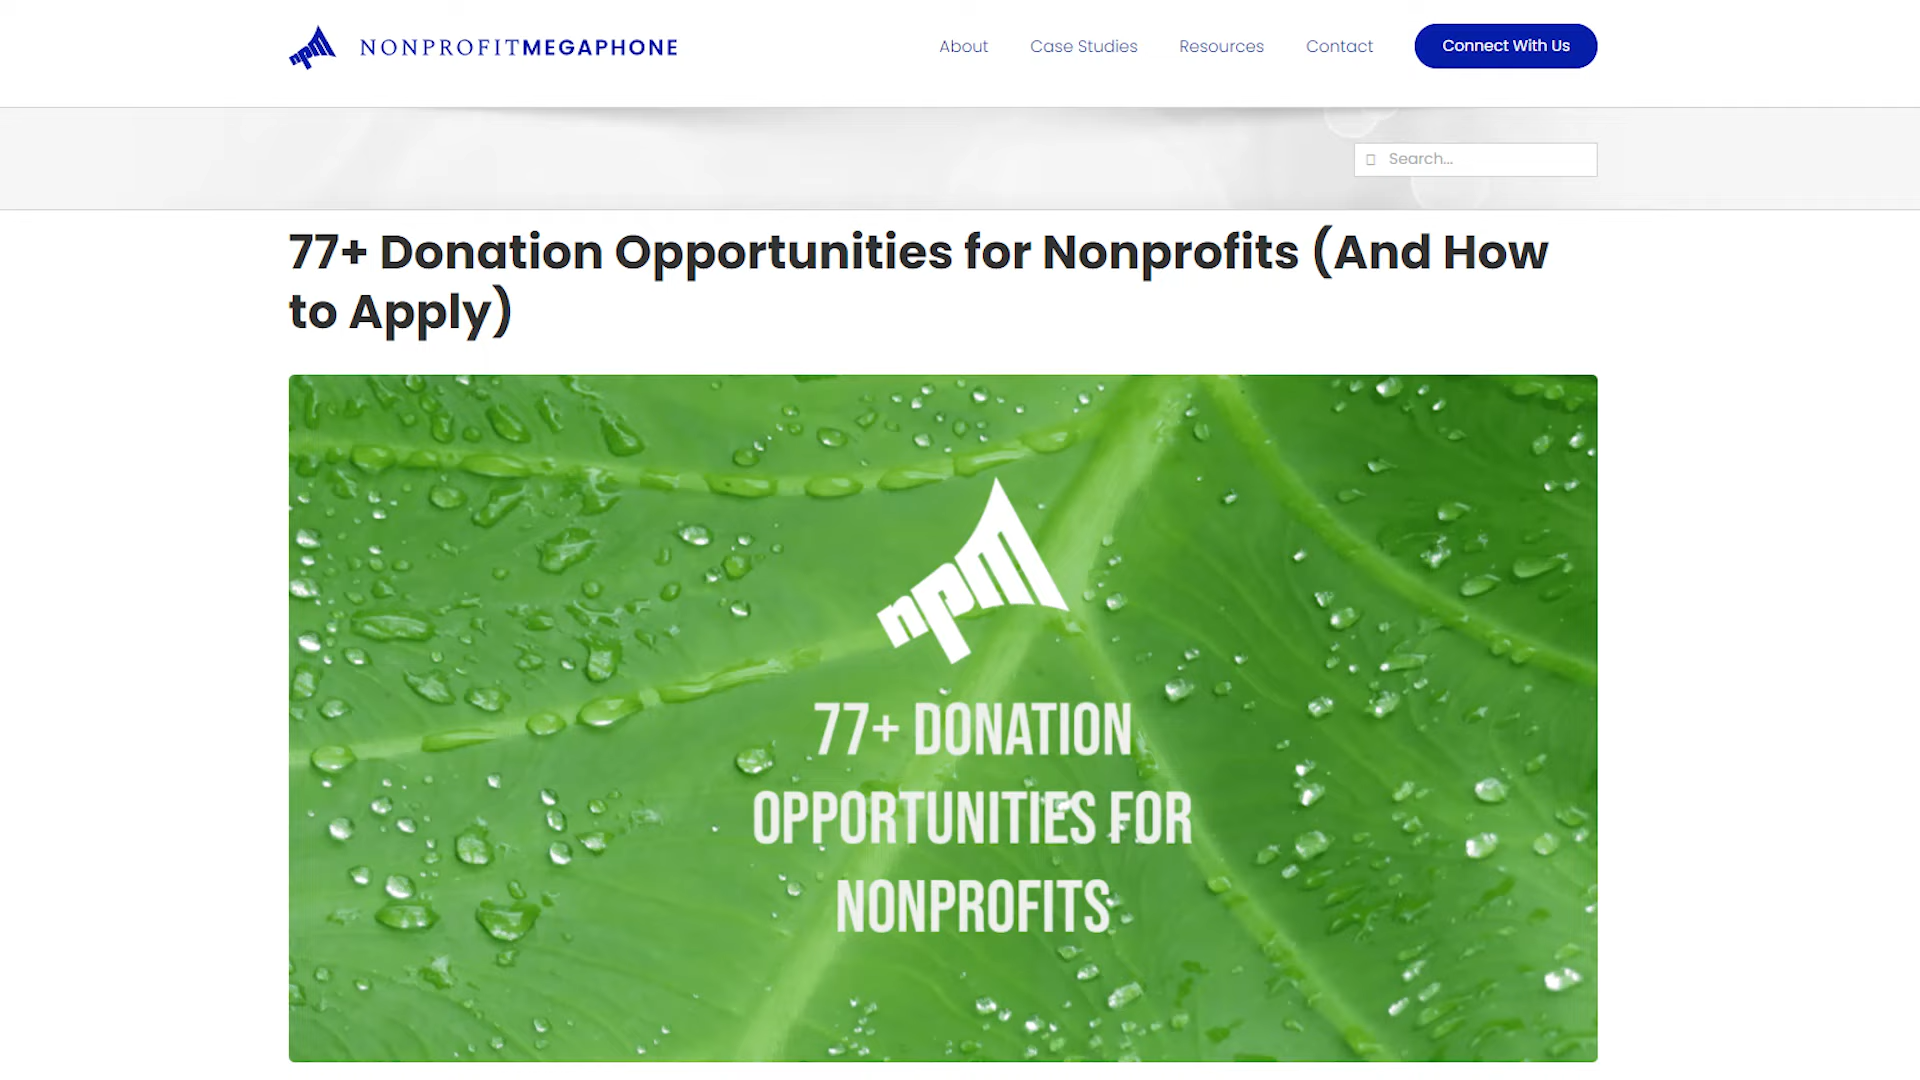 npm NONPROFITMEGAPHONE
About Case Studies Resources Contact Connect With Us
Search...
77+ Donation Opportunities for Nonprofits (And How
to Apply)
npm
77+ DONATION
OPPORTUNITIES FOR
NONPROFITS